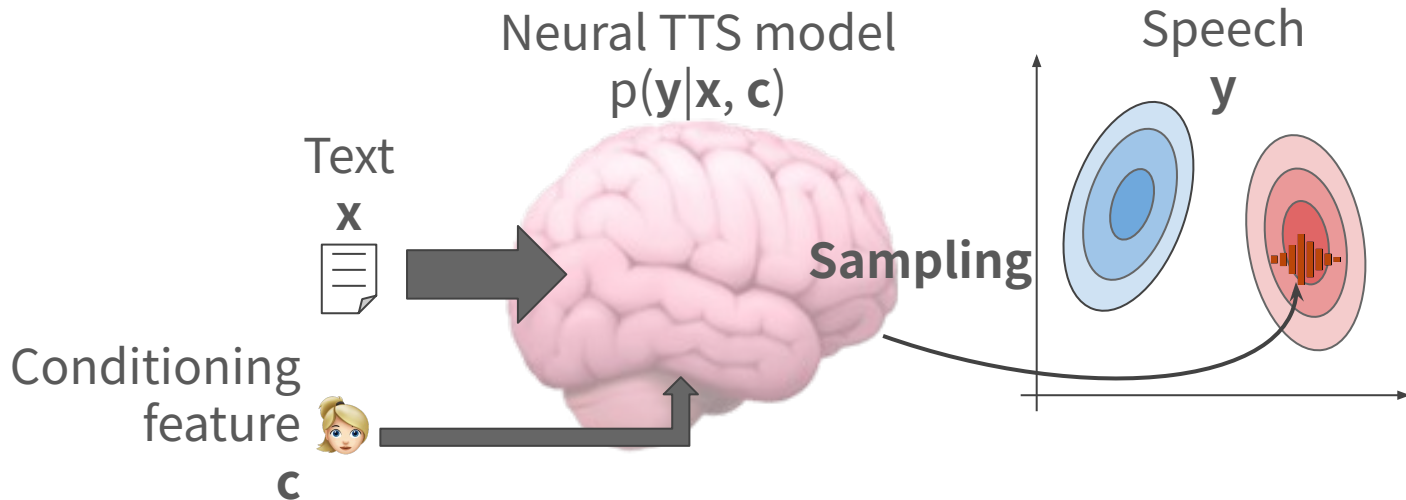 Neural TTS model
p(y|x, c)
Speech
y
Text
x
Sampling
Conditioning
feature
c